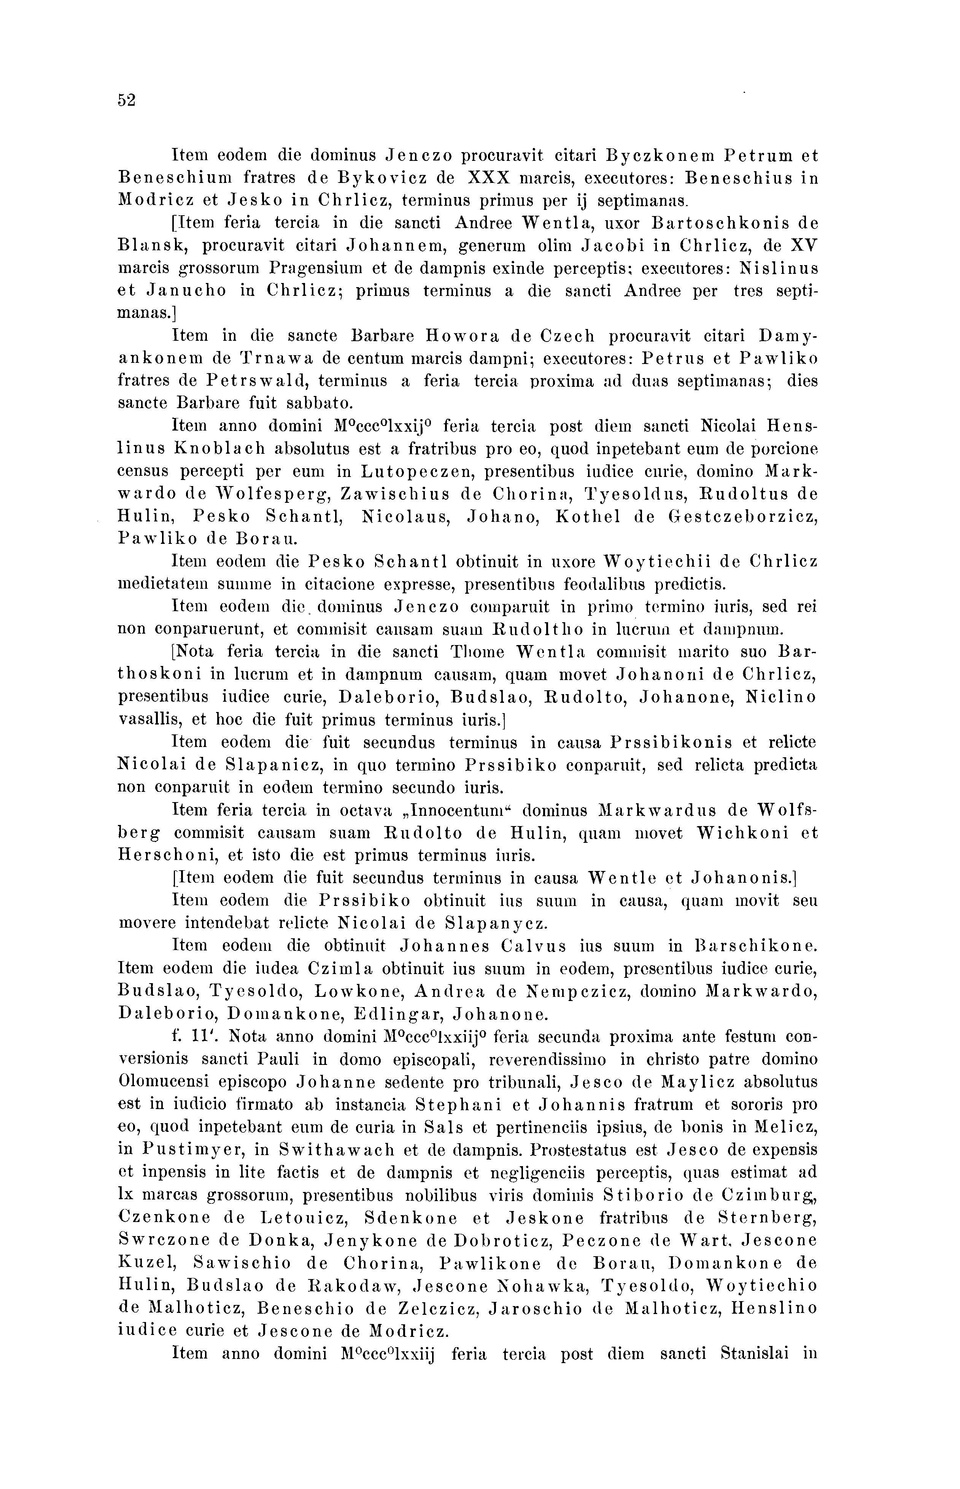 52
Item eodem die dominus Jenczo procuravit citari Byczkonem Petrum et
Beneschium fratres de Bykovicz de XXX marcis, executores: Beneschius in
Modricz et Jesko in Chrlicz, terminus primus per ij septimanas.
[Item feria tercia in die sancti Andree Wentla, uxor Bartoschkonis de
Blansk, procuravit citari Johannem, generum olim Jacobi in Chrlicz, de XV
marcis grossorum Pragensium et de dampnis exinde perceptis; executores: Nislinus
et Janucho in Chrlicz; primus terminus a die sancti Andree per tres septi-
manas.]
Item in die sancte Barbare Howora de Czech procuravit citari Damy-
ankonem de Trnawa de centum marcis dampni; executores: Petrus et Pawliko
fratres de Petrswald, terminus a feria tercia proxima ad duas septimanas; dies
sancte Barbare fuit sabbato.
Item anno domini M⁰ccc⁰lxxij⁰ feria tercia post diem sancti Nicolai Hens-
linus Knoblach absolutus est a fratribus pro eo, quod inpetebant eum de porcione
census percepti per eum in Lutopeczen, presentibus iudice curie, domino Mark-
wardo de Wolfesperg, Zawischius de Chorina, Tyesoldus, Rudoltus de
Hulin, Pesko Schantl, Nicolaus, Johano, Kothel de Gestczeborzicz,
Pawliko de Borau.
Item eodem die Pesko Schantl obtinuit in uxore Woytiechii de Chrlicz
medietatem summe in citacione expresse, presentibus feodalibus predictis.
Item eodem die dominus Jenczo comparuit in primo termino iuris, sed rei
non conparuerunt, et commisit causam suam Rudoltho in lucrum et dampnum.
[Nota feria tercia in die sancti Thome Wentla commisit marito suo Bar-
thoskoni in lucrum et in dampnum causam, quam movet Johanoni de Chrlicz,
presentibus iudice curie, Daleborio, Budslao, Rudolto, Johanone, Niclino
vasallis, et hoc die fuit primus terminus iuris.]
Item eodem die fuit secundus terminus in causa Prssibikonis et relicte
Nicolai de Slapanicz, in quo termino Prssibiko conparuit, sed relicta predicta
non conparuit in eodem termino secundo iuris.
Item feria tercia in octava „Innocentum“ dominus Markwardus de Wolfs-
berg commisit causam suam Rudolto de Hulin, quam movet Wichkoni et
Herschoni, et isto die est primus terminus iuris.
[Item eodem die fuit secundus terminus in causa Wentle et Johanonis.]
Item eodem die Prssibiko obtinuit ius suum in causa, quam movit seu
movere intendebat relicte Nicolai de Slapanycz.
Item eodem die obtinuit Johannes Calvus ius suum in Barschikone.
Item eodem die iudea Czimla obtinuit ius suum in eodem, presentibus iudice curie,
Budslao, Tyesoldo, Lowkone, Andrea de Nempczicz, domino Markwardo,
Daleborio, Domankone, Edlingar, Johanone.
f. 11'. Nota anno domini M⁰ccc⁰lxxiij⁰ feria secunda proxima ante festum con-
versionis sancti Pauli in domo episcopali, reverendissimo in christo patre domino
Olomucensi episcopo Johanne sedente pro tribunali, Jesco de Maylicz absolutus
est in iudicio firmato ab instancia Stephani et Johannis fratrum et sororis pro
eo, quod inpetebant eum de curia in Sals et pertinenciis ipsius, de bonis in Melicz,
in Pustimyer, in Swithawach et de dampnis. Prostestatus est Jesco de expensis
et inpensis in lite factis et de dampnis et negligenciis perceptis, quas estimat ad
lx marcas grossorum, presentibus nobilibus viris dominis Stiborio de Czimburg,
Czenkone de Letouicz, Sdenkone et Jeskone fratribus de Sternberg,
Swrczone de Donka, Jenykone de Dobroticz, Peczone de Wart, Jescone
Kuzel, Sawischio de Chorina, Pawlikone de Borau, Domankone de
Hulin, Budslao de Rakodaw, Jescone Nohawka, Tyesoldo, Woytiechio
de Malhoticz, Beneschio de Zelczicz, Jaroschio de Malhoticz, Henslino
iudice curie et Jescone de Modricz.
Item anno domini M⁰ccc⁰lxxiij feria tercia post diem sancti Stanislai in